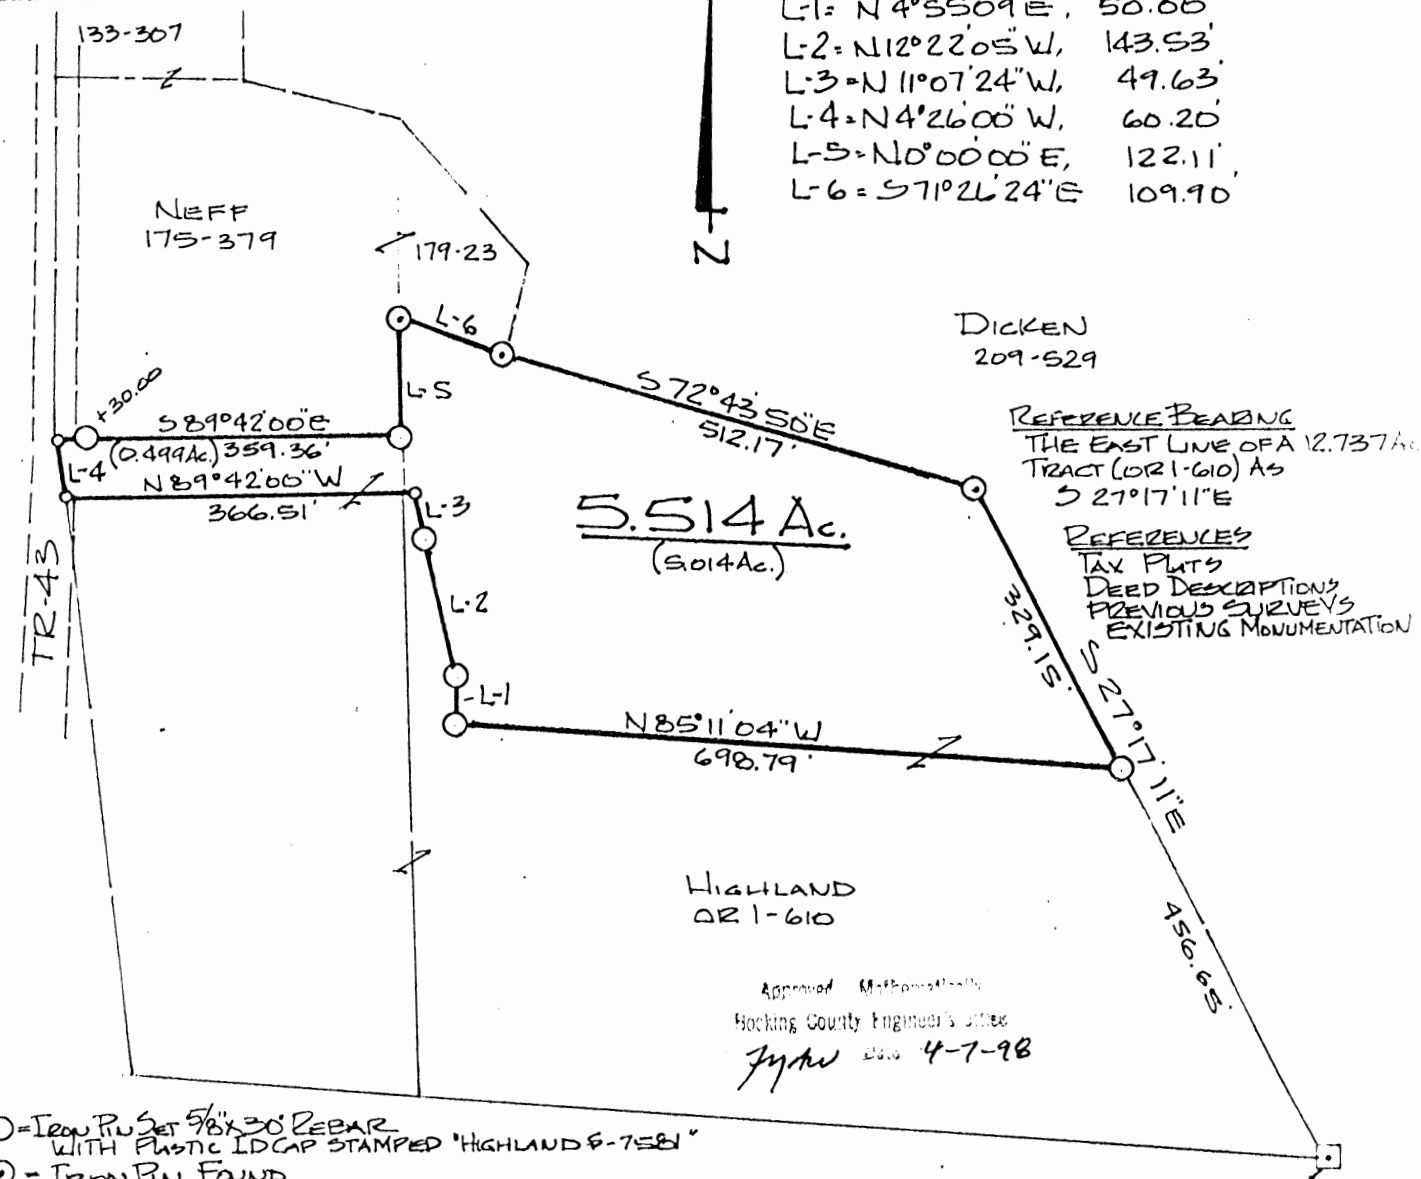 133-307
L-1= N 4°55'09"E, 50.00'
L-2= N12°22'05"W, 143.53'
L-3=N 11°07'24"W, 49.63'
L-4=N4°26'00"W, 60.20'
L-5=N0°00'00"E, 122.11'
L-6= S71°26'24"E 109.90'
NEFF
175-379
179-23
N
DICKEN
209-529
L-6
L-5
+30.00
S 89°42'00"E
(0.499Ac.) 359.36'
L-4
N 89°42'00"W
366.51'
L-3
L-2
L-1
TR-43
S 72°43'50"E
512.17'
REFERENCE BEARING
THE EAST LINE OF A 12.737Ac
TRACT (OR 1-610) AS
S 27°17'11"E
REFERENCES
TAX PLATS
DEED DESCRIPTIONS
PREVIOUS SURVEYS
EXISTING MONUMENTATION
5.514 Ac.
(5.014Ac.)
329.15'
S 27°17'11"E
N 85°11'04"W
698.79'
456.65'
HIGHLAND
OR 1-610
Approved Mathematically
Hocking County Engineer's office
Date 4-7-98
=IRON PIN SET 5/8"X30" REBAR
WITH PLASTIC ID CAP STAMPED "HIGHLAND S-7581"
= IRON PIN FOUND